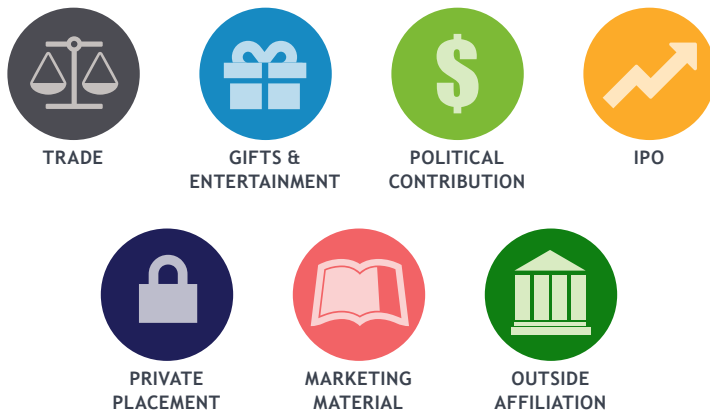 $
TRADE
GIFTS &
ENTERTAINMENT
POLITICAL
CONTRIBUTION
IPO
PRIVATE
PLACEMENT
MARKETING
MATERIAL
OUTSIDE
AFFILIATION